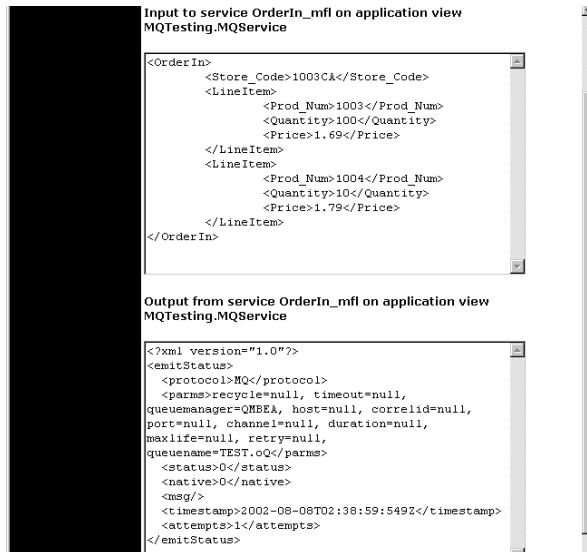 Input to service OrderIn_mfl on application view
MQTesting.MQService
<OrderIn>
<Store_Code>1003CA</Store_Code>
<LineItem>
<Prod_Num>1003</Prod_Num>
<Quantity>100</Quantity>
<Price>1.69</Price>
</LineItem>
<LineItem>
<Prod_Num>1004</Prod_Num>
<Quantity>10</Quantity>
<Price>1.79</Price>
</LineItem>
</OrderIn>
Output from service OrderIn_mfl on application view
MQTesting.MQService
<?xml version="1.0"?>
<emitStatus>
<protocol>MQ</protocol>
<parms>recycle=null, timeout=null,
queuemanager=QMBEA, host=null, correlid=null,
port=null, channel=null, duration=null,
maxlife=null, retry=null,
queuename=TEST.oQ</parms>
<status>0</status>
<native>0</native>
<msg/>
<timestamp>2002-08-08T02:38:59:549Z</timestamp>
<attempts>1</attempts>
</emitStatus>